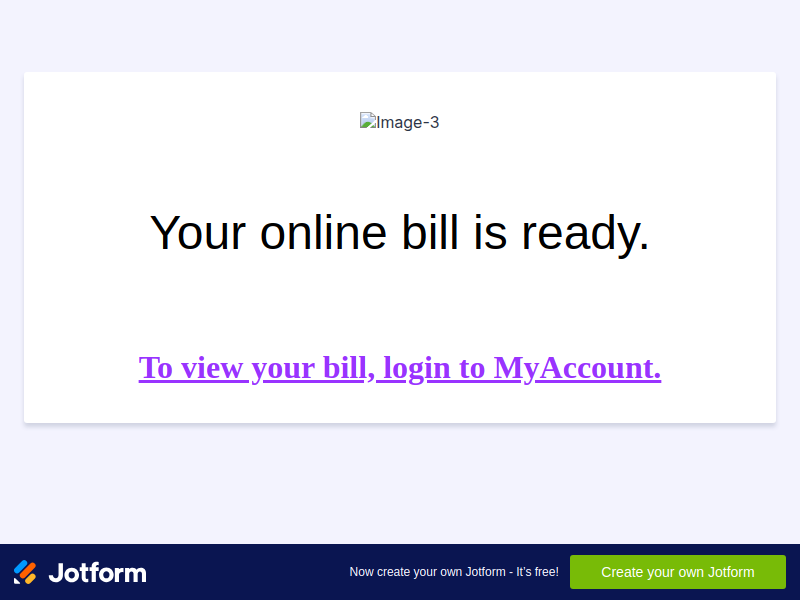 Image-3
Your online bill is ready.
To view your bill, login to MyAccount.
Jotform
Now create your own Jotform - It's free!
Create your own Jotform